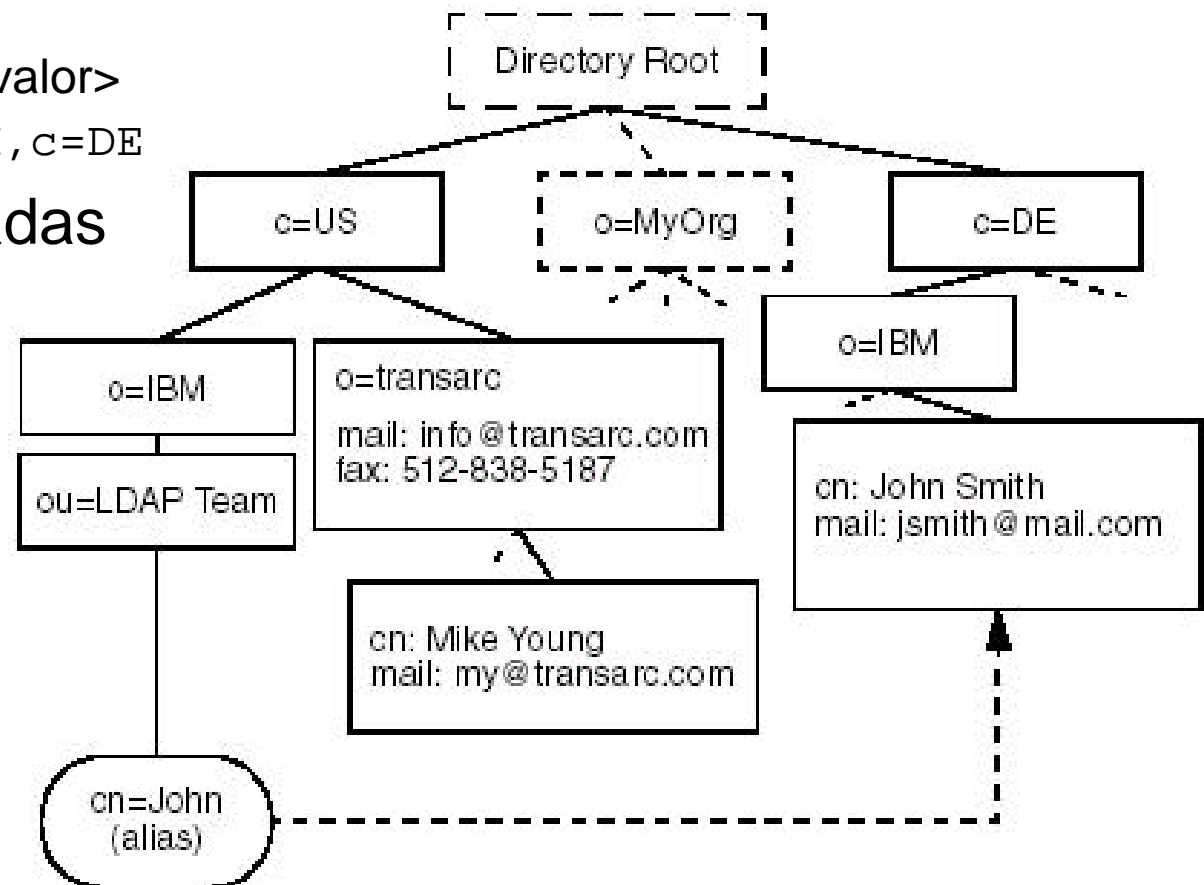 valor>
,c=DE
Directory Root
c=US
o=MyOrg
c=DE
o=IBM
ou=LDAP Team
o=transarc
mail: info@transarc.com
fax: 512-838-5187
o=IBM
cn: John Smith
mail: jsmith@mail.com
cn: Mike Young
mail: my@transarc.com
cn=John
(alias)